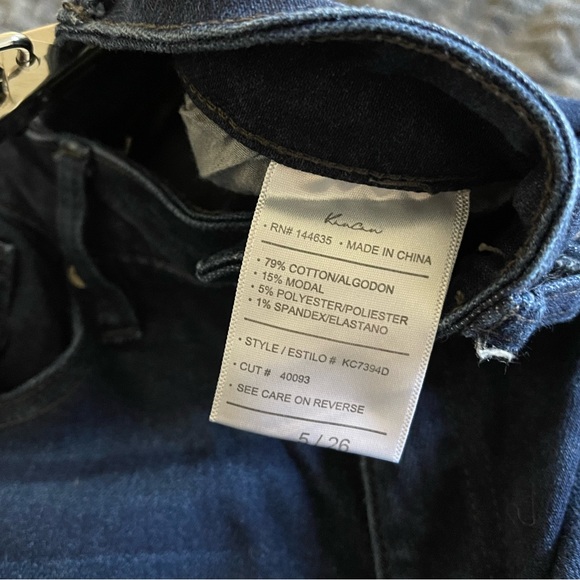 KanCan
• RN# 144635 • MADE IN CHINA
• 79% COTTON/ALGODON
• 15% MODAL
• 5% POLYESTER/POLIESTER
• 1% SPANDEX/ELASTANO
• STYLE / ESTILO # KC7394D
• CUT # 40093
• SEE CARE ON REVERSE
5 / 26